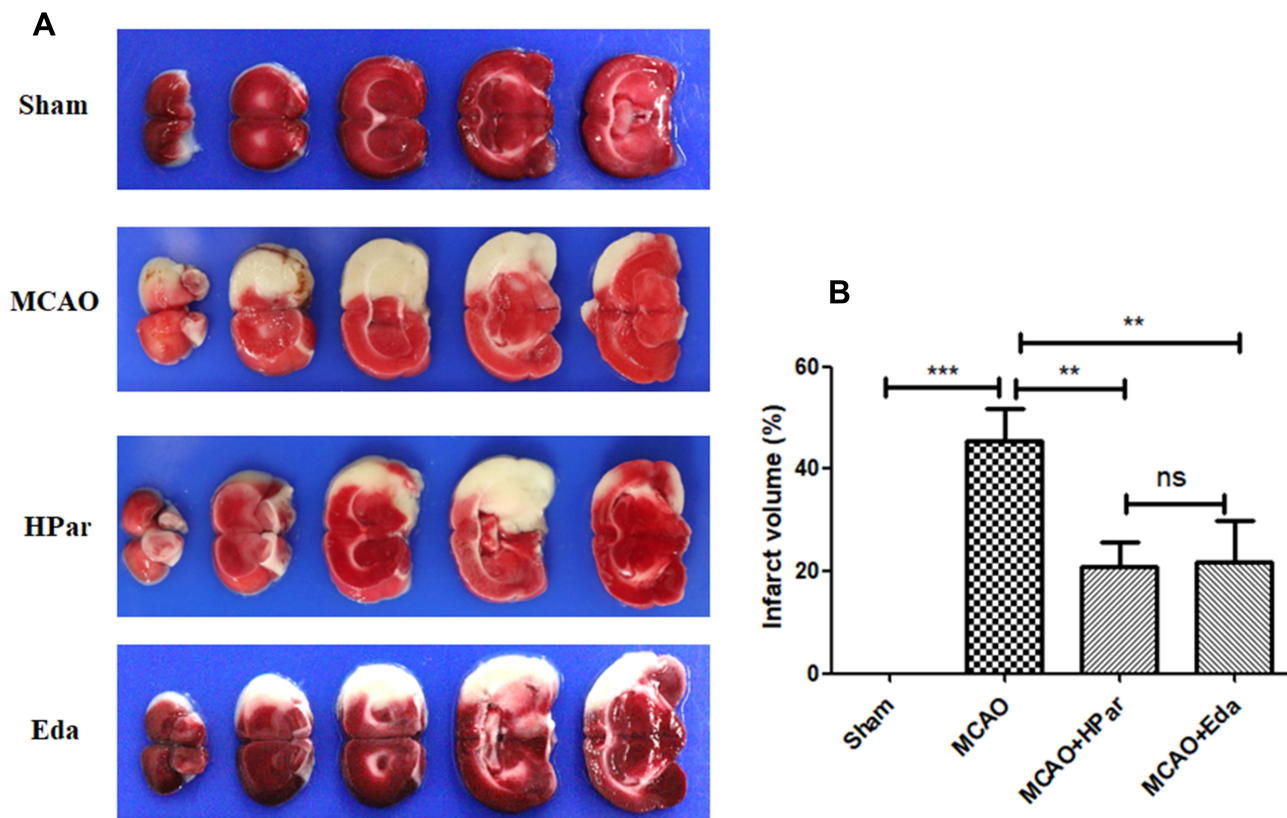 A
Sham
MCAO
HPar
Eda
B
**
***
**
ns
60
40
20
0
Infarct volume (%)
Sham
MCAO
MCAO+HPar
MCAO+Eda